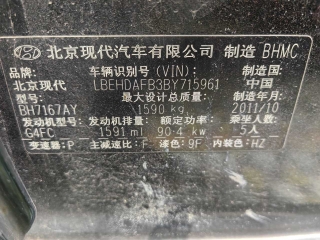 北京现代汽车有限公司 制造 BHMC
品牌: 车辆识别号(VIN): 制造国:
北京现代 LBEHDAFB3BY715961 中国
型号: 最大设计总质量: 制造年月:
BH7167AY 1590 kg 2011/10
发动机型号: 发动机排量: 额定功率: 乘坐人数:
G4FC 1591 ml 90.4 kw 5人
变速器: P 主减速比: F 漆色: 9F 内装色: HZ